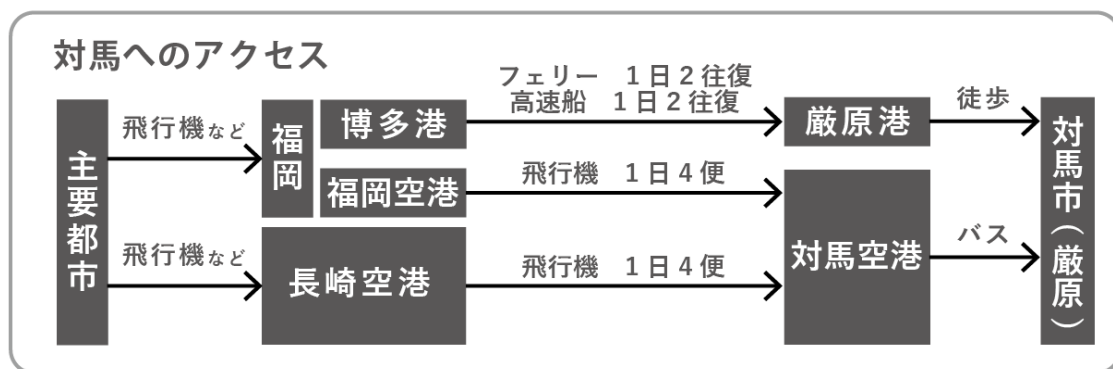 対馬へのアクセス
主要都市
飛行機など
福岡
博多港
フェリー 1日2往復
高速船 1日2往復
厳原港
徒歩
対馬市(厳原)
福岡空港
飛行機 1日4便
対馬空港
バス
飛行機など
長崎空港
飛行機 1日4便